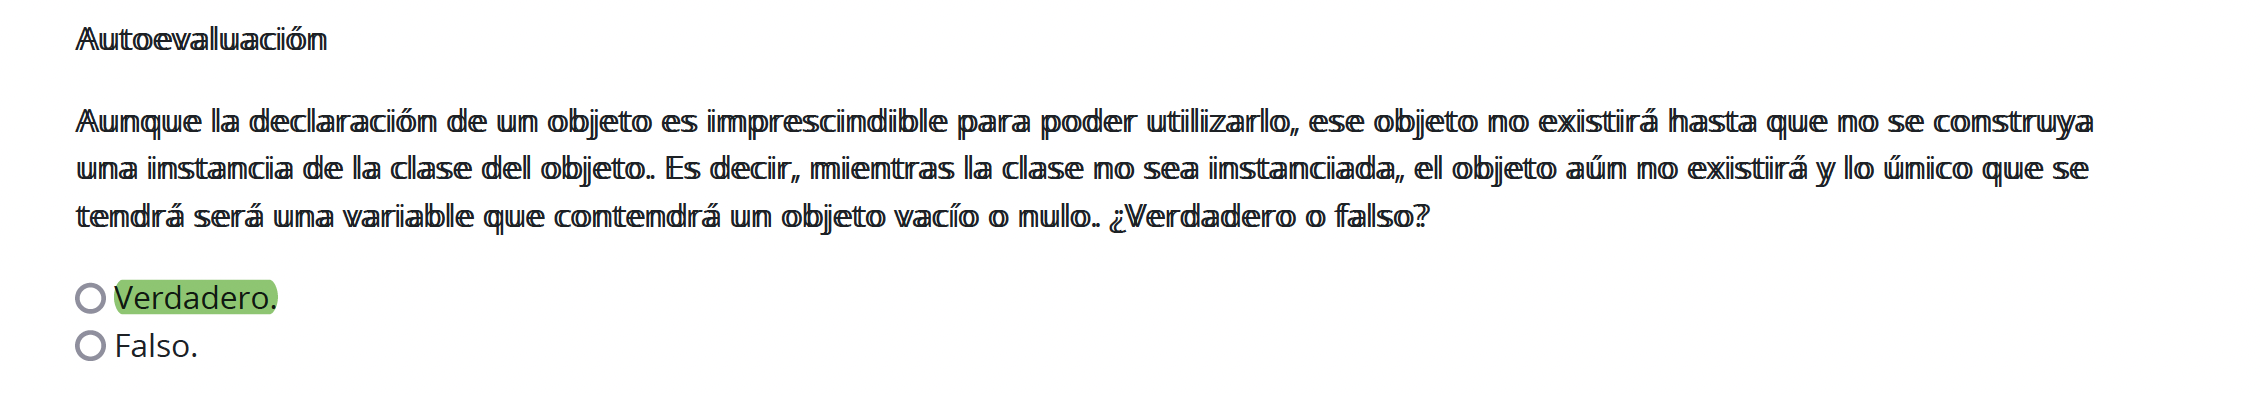 Autoevaluación
Aunque la declaración de un objeto es imprescindible para poder utilizarlo, ese objeto no existirá hasta que no se construya
una instancia de la clase del objeto. Es decir, mientras la clase no sea instanciada, el objeto aún no existirá y lo único que se
tendrá será una variable que contendrá un objeto vacío o nulo. ¿Verdadero o falso?
Verdadero.
Falso.